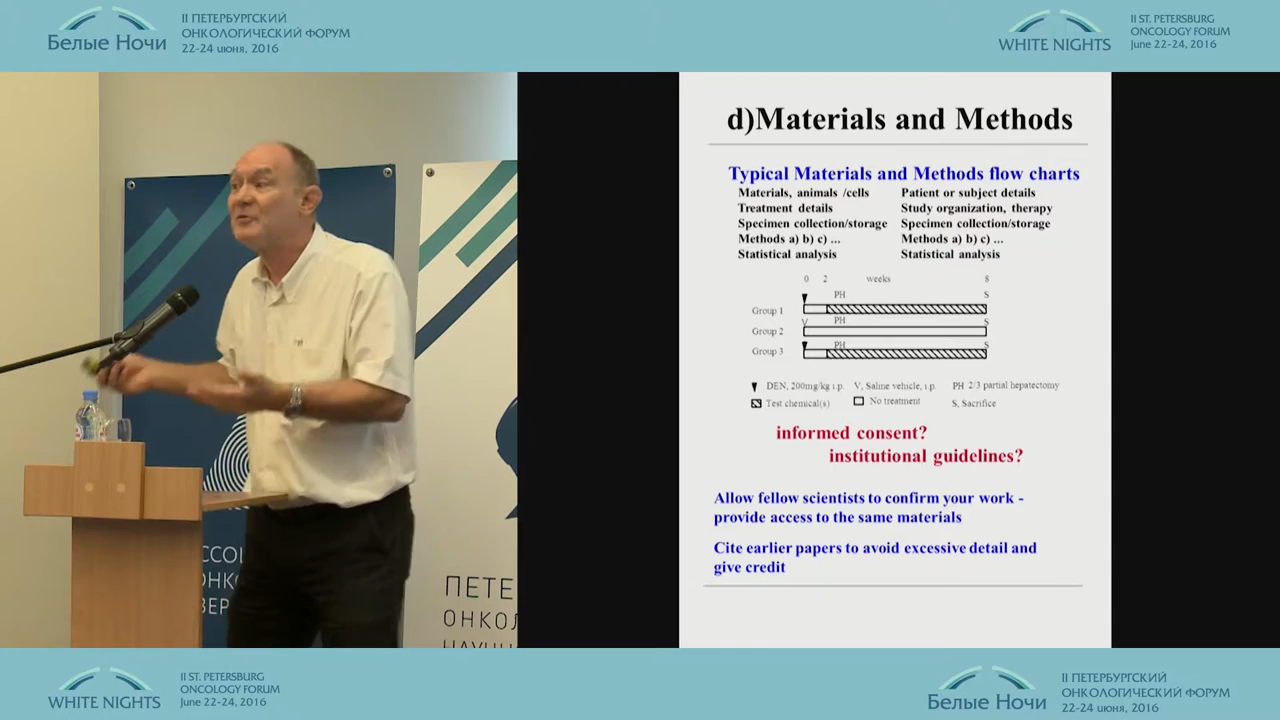 Белые Ночи
II ПЕТЕРБУРГСКИЙ
ОНКОЛОГИЧЕСКИЙ ФОРУМ
22-24 июня, 2016
WHITE NIGHTS
II ST. PETERSBURG
ONCOLOGY FORUM
June 22-24, 2016
d)Materials and Methods
Typical Materials and Methods flow charts
Materials, animals /cells
Treatment details
Specimen collection/storage
Methods a) b) c) ...
Statistical analysis
Patient or subject details
Study organization, therapy
Specimen collection/storage
Methods a) b) c) ...
Statistical analysis
0 2 weeks 8
PH S
Group 1
V PH S
Group 2
PH S
Group 3
DEN, 200mg/kg i.p. V, Saline vehicle, i.p. PH 2/3 partial hepatectomy
Test chemical(s) No treatment S, Sacrifice
informed consent?
institutional guidelines?
Allow fellow scientists to confirm your work -
provide access to the same materials
Cite earlier papers to avoid excessive detail and
give credit
ССО
ОНК
ВЕР
ПЕТЕ
ОНКОЛ
НАУЧН
WHITE NIGHTS
II ST. PETERSBURG
ONCOLOGY FORUM
June 22-24, 2016
Белые Ночи
II ПЕТЕРБУРГСКИЙ
ОНКОЛОГИЧЕСКИЙ ФОРУМ
22-24 июня, 2016